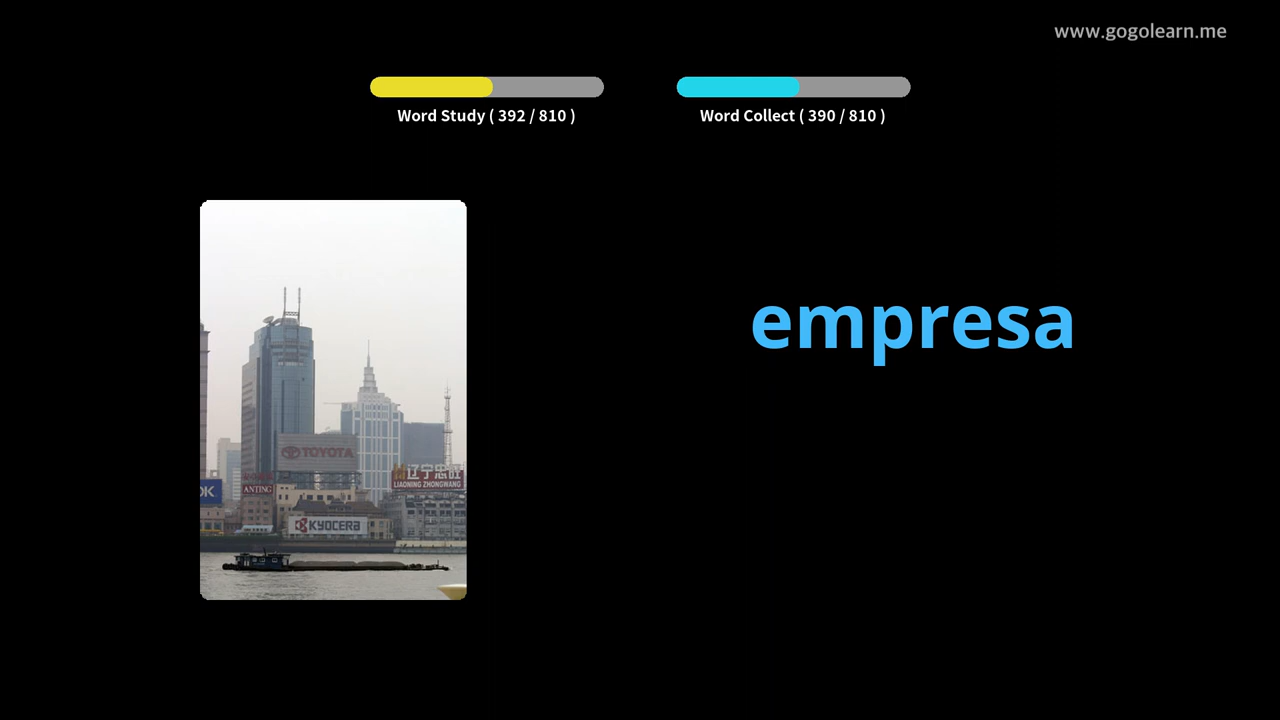 www.gogolearn.me
Word Study ( 392 / 810 )
Word Collect ( 390 / 810 )
empresa
TOYOTA
辽宁忠旺
LIAONING ZHONGWANG
OK
ANTING
KYOCERA